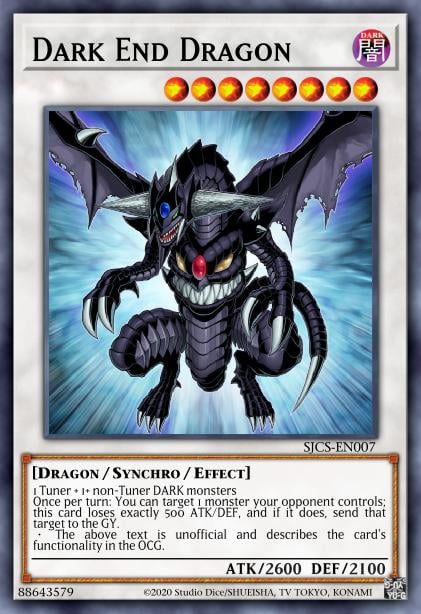 DARK END DRAGON
DARK
闇
SJCS-EN007
[DRAGON / SYNCHRO / EFFECT]
1 Tuner + 1+ non-Tuner DARK monsters
Once per turn: You can target 1 monster your opponent controls;
this card loses exactly 500 ATK/DEF, and if it does, send that
target to the GY.
・ The above text is unofficial and describes the card's
functionality in the OCG.
ATK/2600 DEF/2100
88643579
©2020 Studio Dice/SHUEISHA, TV TOKYO, KONAMI